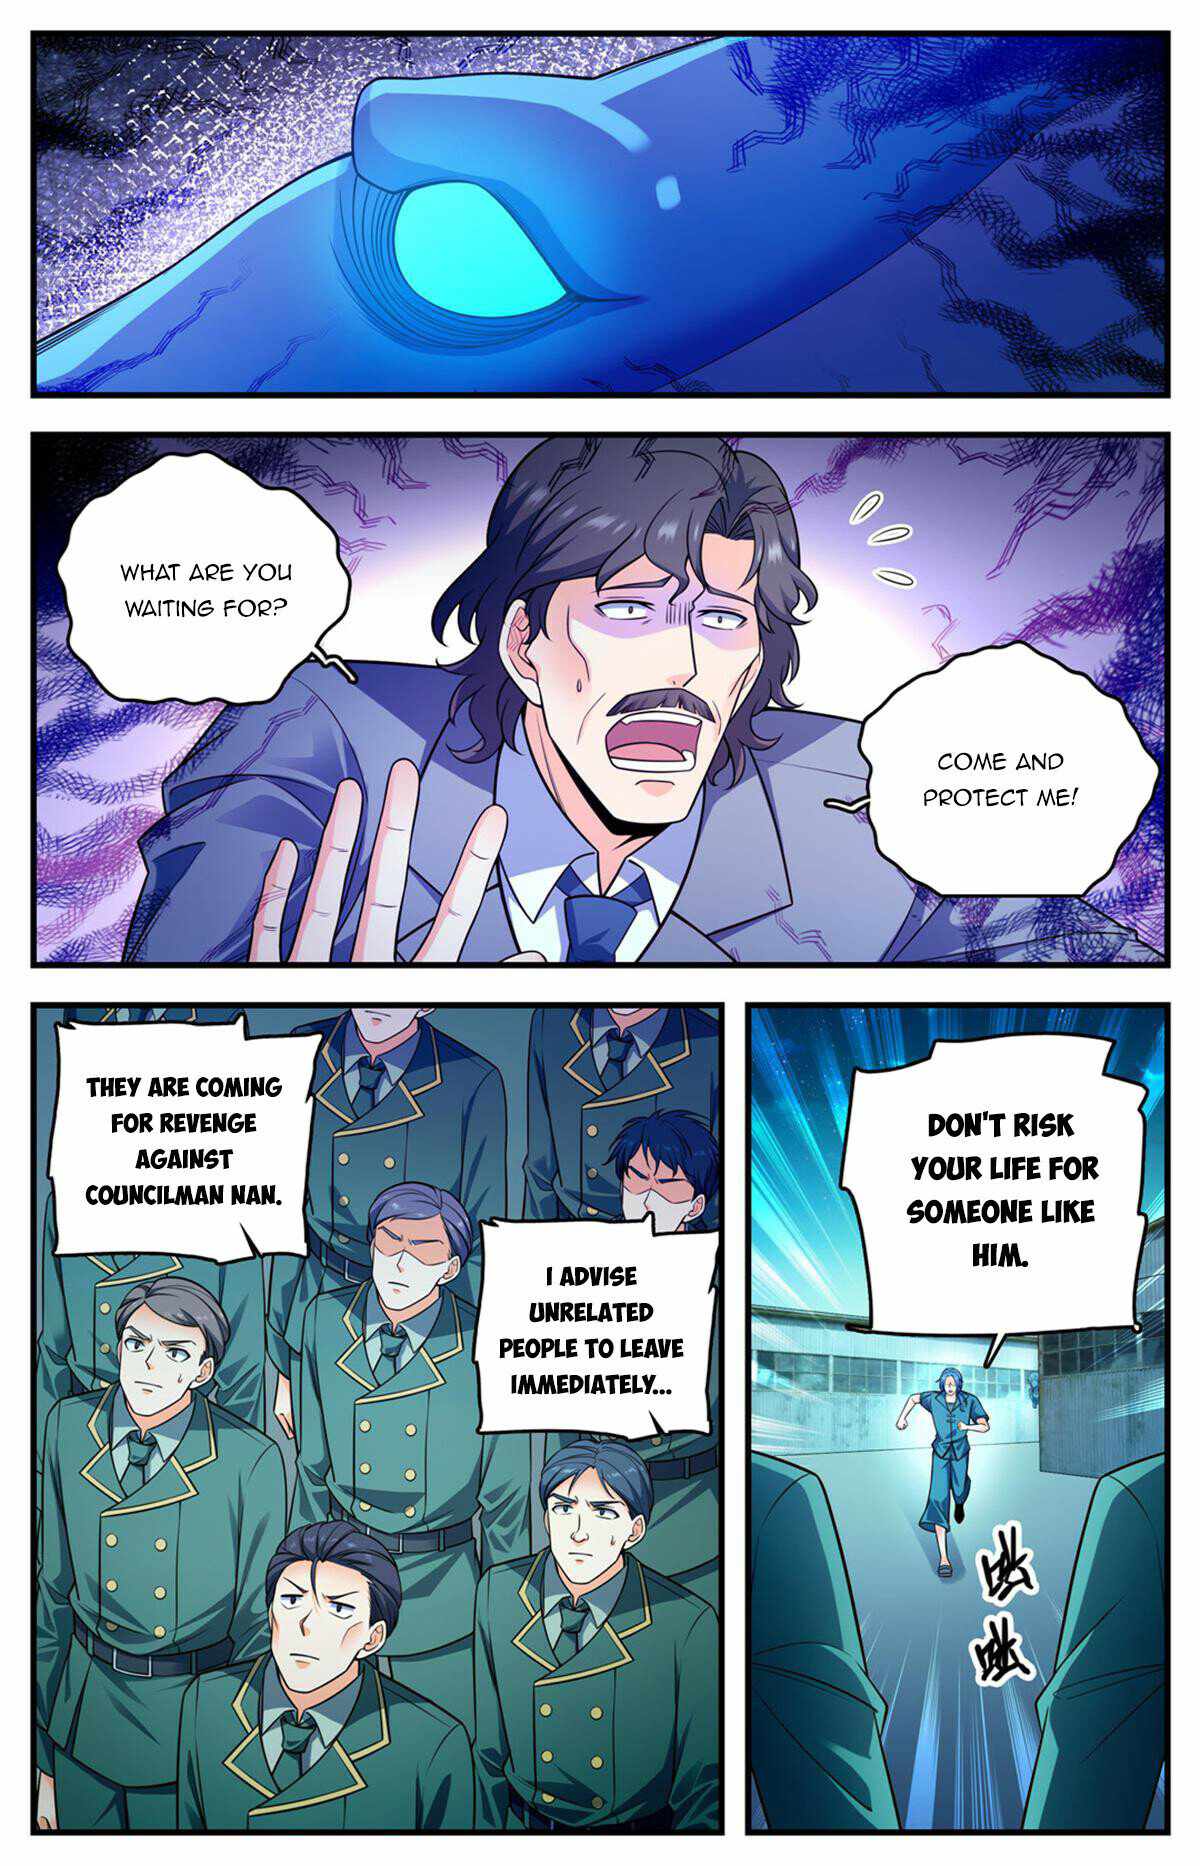 WHAT ARE YOU
WAITING FOR?
COME AND
PROTECT ME!
THEY ARE COMING
FOR REVENGE
AGAINST
COUNCILMAN NAN.
I ADVISE
UNRELATED
PEOPLE TO LEAVE
IMMEDIATELY...
DON'T RISK
YOUR LIFE FOR
SOMEONE LIKE
HIM.